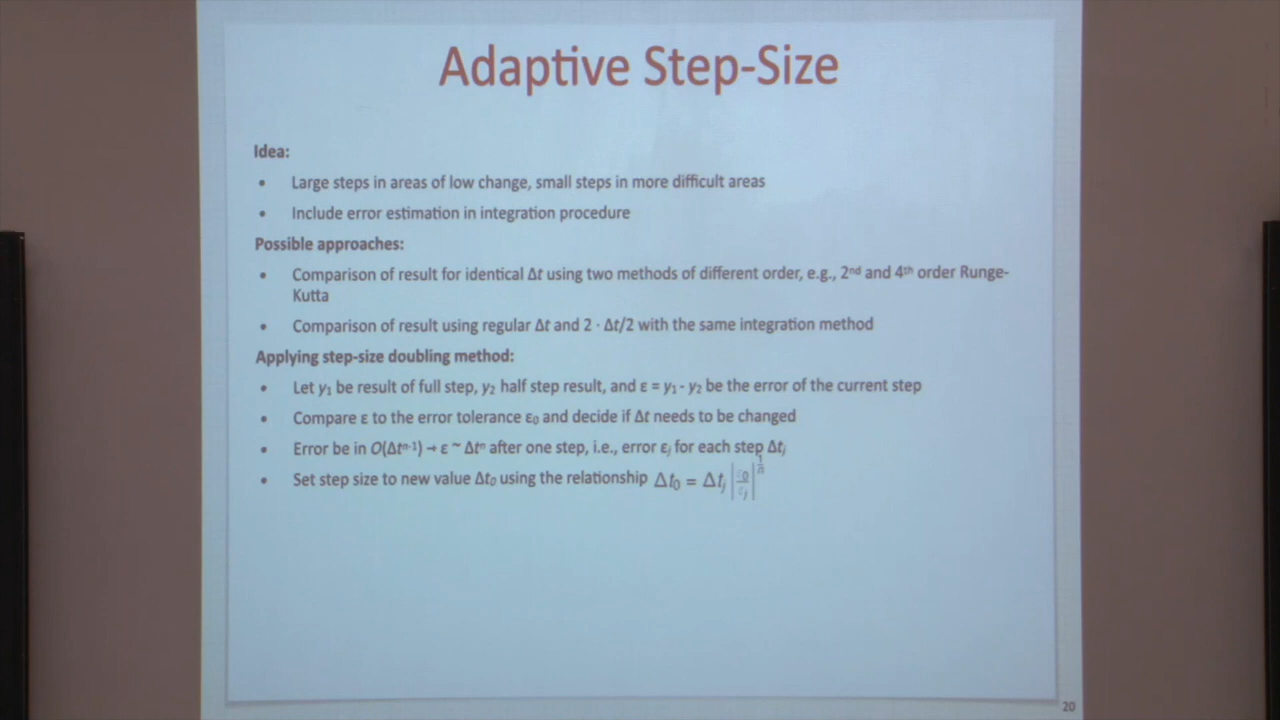 Adaptive Step-Size
Idea:
• Large steps in areas of low change, small steps in more difficult areas
• Include error estimation in integration procedure
Possible approaches:
• Comparison of result for identical Δt using two methods of different order, e.g., 2ⁿᵈ and 4ᵗʰ order Runge-
Kutta
• Comparison of result using regular Δt and 2 · Δt/2 with the same integration method
Applying step-size doubling method:
• Let y₁ be result of full step, y₂ half step result, and ε = y₁ - y₂ be the error of the current step
• Compare ε to the error tolerance ε₀ and decide if Δt needs to be changed
• Error be in O(Δtⁿ⁻¹) → ε ~ Δtⁿ after one step, i.e., error εⱼ for each step Δtⱼ
• Set step size to new value Δt₀ using the relationship Δt₀ = Δtⱼ |ε₀/εⱼ|^(1/n)
20